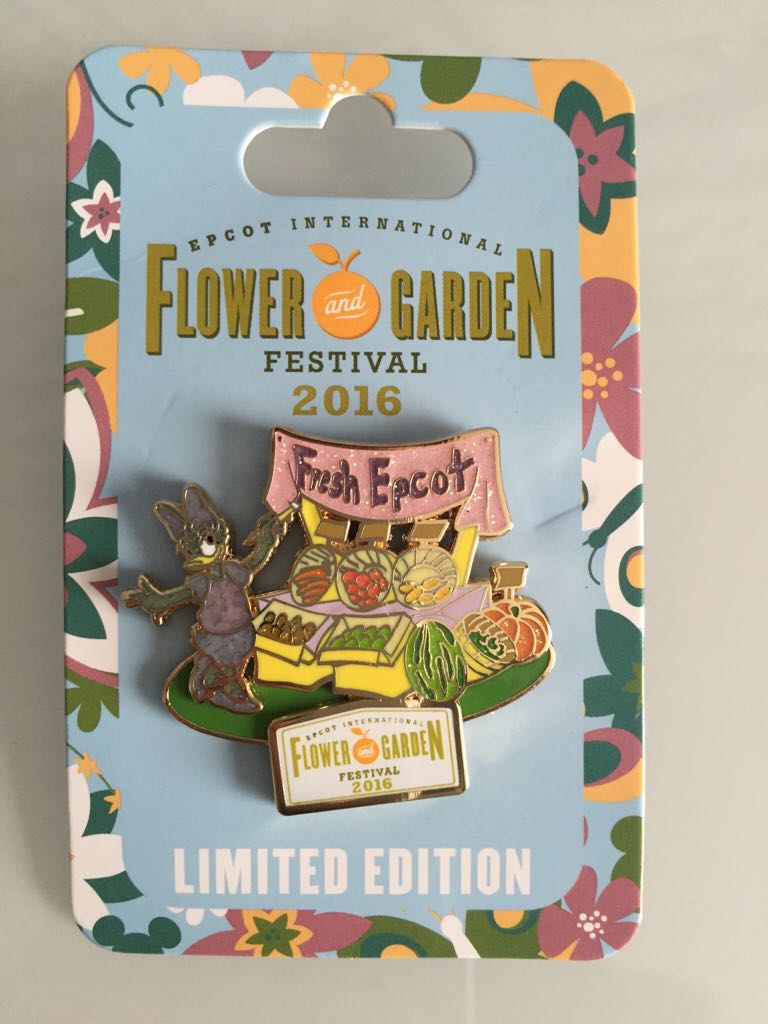 EPCOT INTERNATIONAL
FLOWER and GARDEN
FESTIVAL
2016
Fresh Epcot
EPCOT INTERNATIONAL
FLOWER and GARDEN
FESTIVAL
2016
LIMITED EDITION